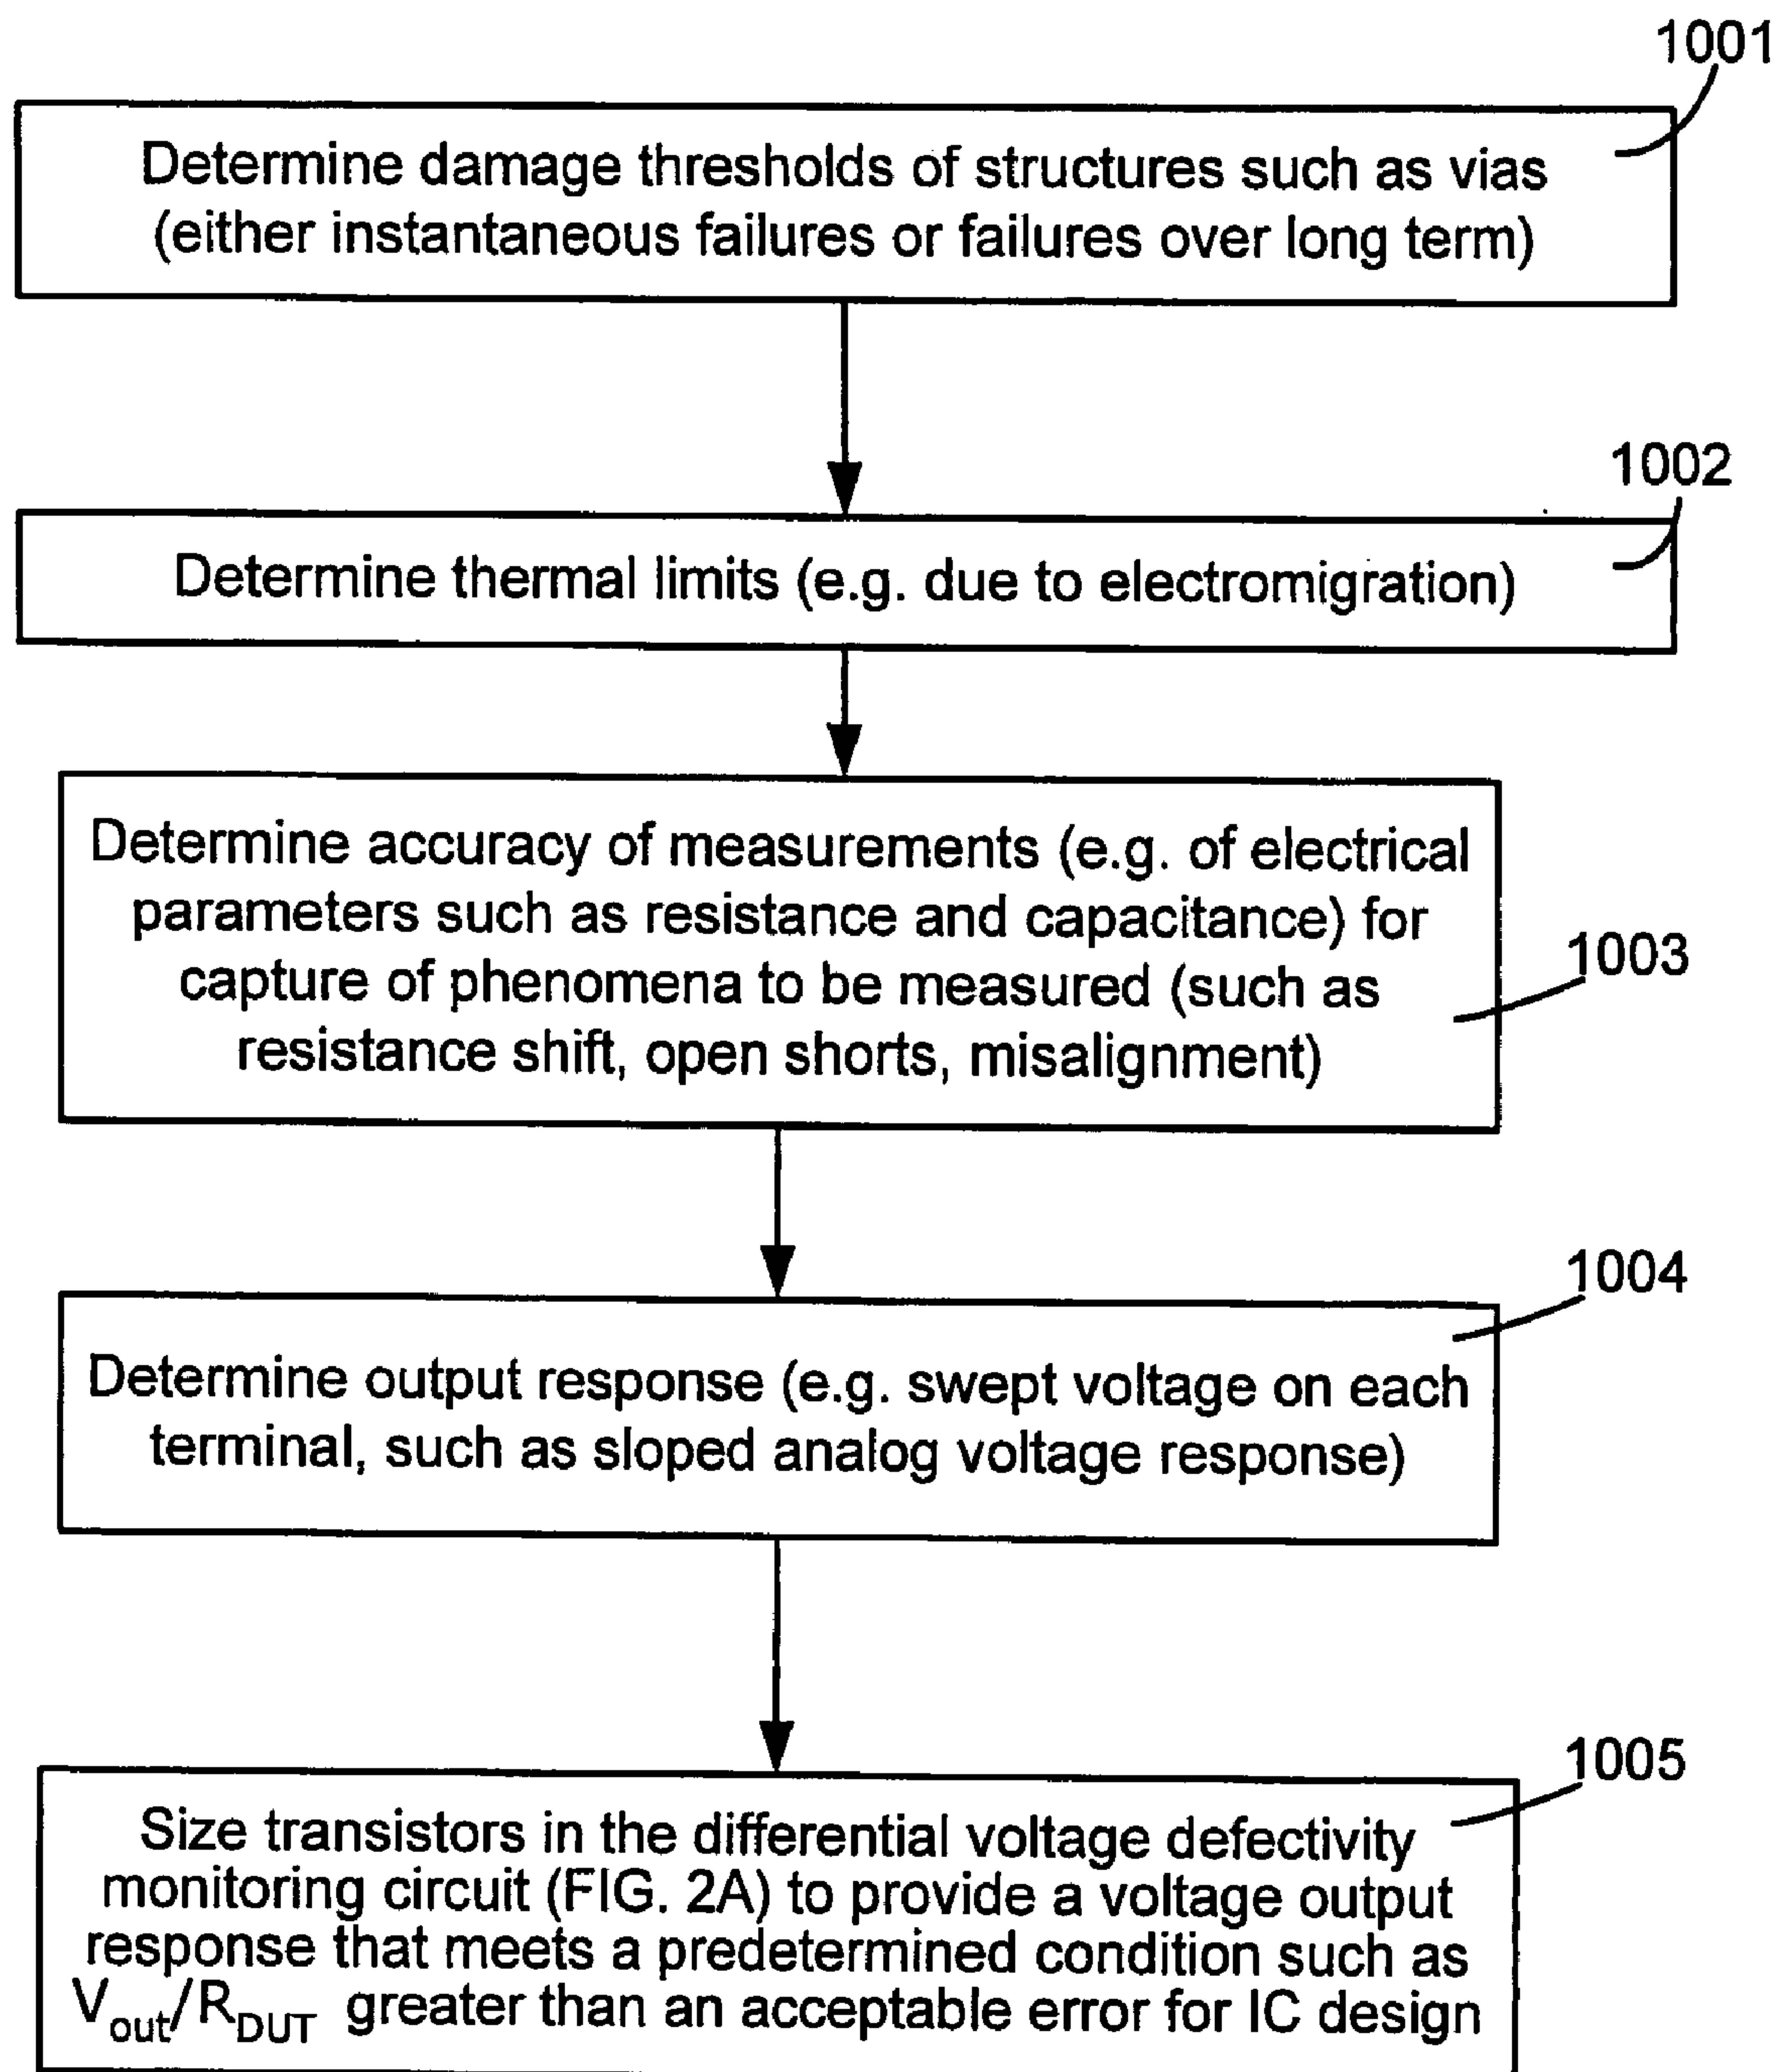 1001
Determine damage thresholds of structures such as vias
(either instantaneous failures or failures over long term)
1002
Determine thermal limits (e.g. due to electromigration)
Determine accuracy of measurements (e.g. of electrical
parameters such as resistance and capacitance) for
capture of phenomena to be measured (such as
resistance shift, open shorts, misalignment)
1003
1004
Determine output response (e.g. swept voltage on each
terminal, such as sloped analog voltage response)
1005
Size transistors in the differential voltage defectivity
monitoring circuit (FIG. 2A) to provide a voltage output
response that meets a predetermined condition such as
Vout/RDUT greater than an acceptable error for IC design